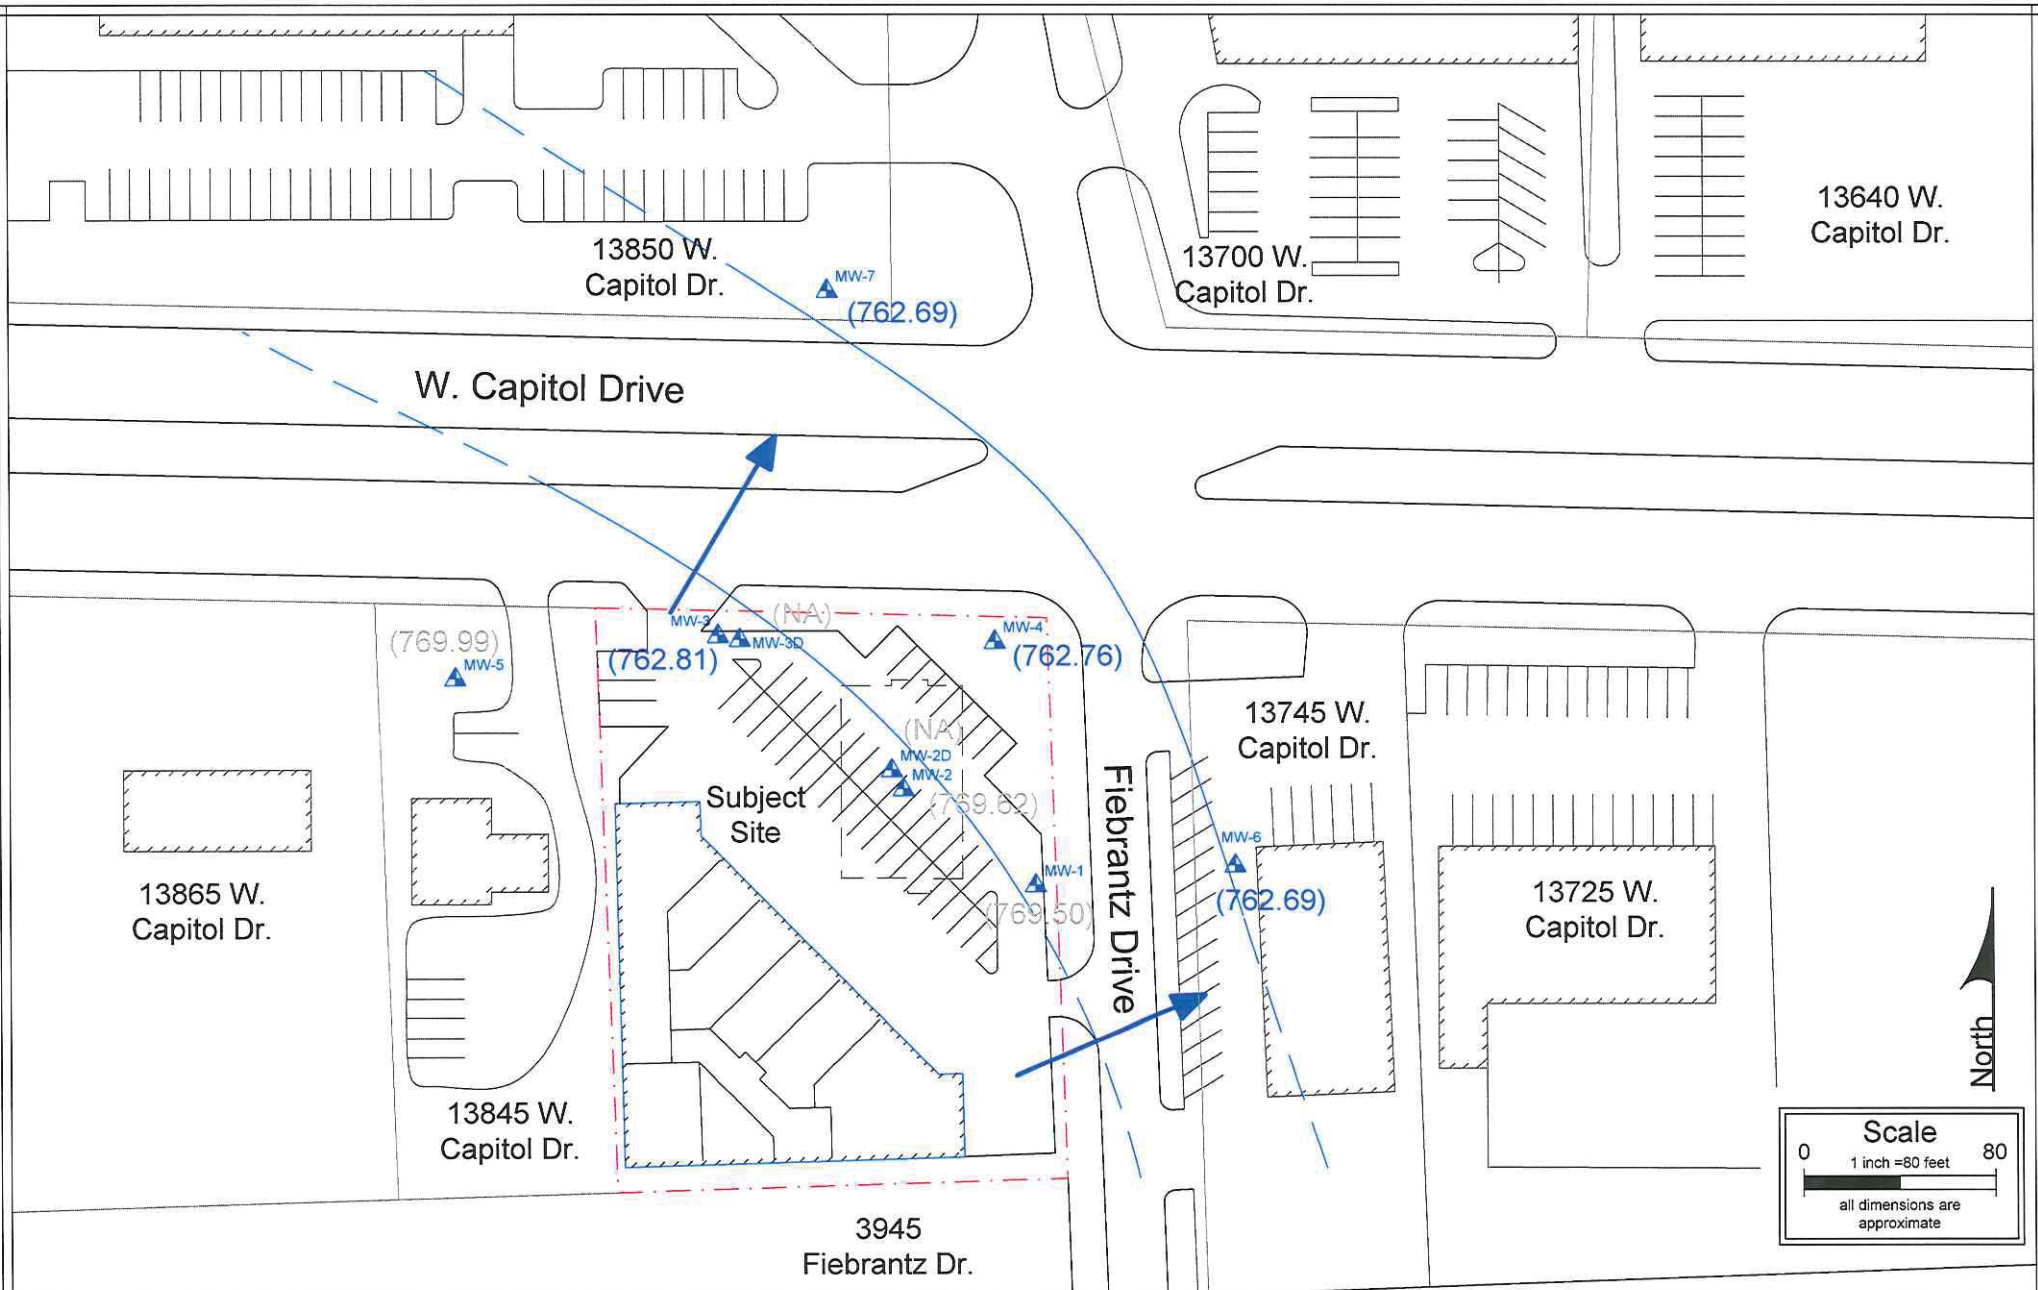 13640 W.
Capitol Dr.
13850 W.
Capitol Dr.
13700 W.
Capitol Dr.
MW-7
(762.69)
W. Capitol Drive
(NA)
MW-3
MW-3D
(762.81)
MW-4
(762.76)
(769.99)
MW-5
13745 W.
Capitol Dr.
(NA)
MW-2D
MW-2
(769.62)
Subject
Site
Fiebrantz Drive
MW-6
(762.69)
MW-1
(769.50)
13865 W.
Capitol Dr.
13725 W.
Capitol Dr.
North
13845 W.
Capitol Dr.
Scale
0
80
1 inch =80 feet
all dimensions are
approximate
3945
Fiebrantz Dr.